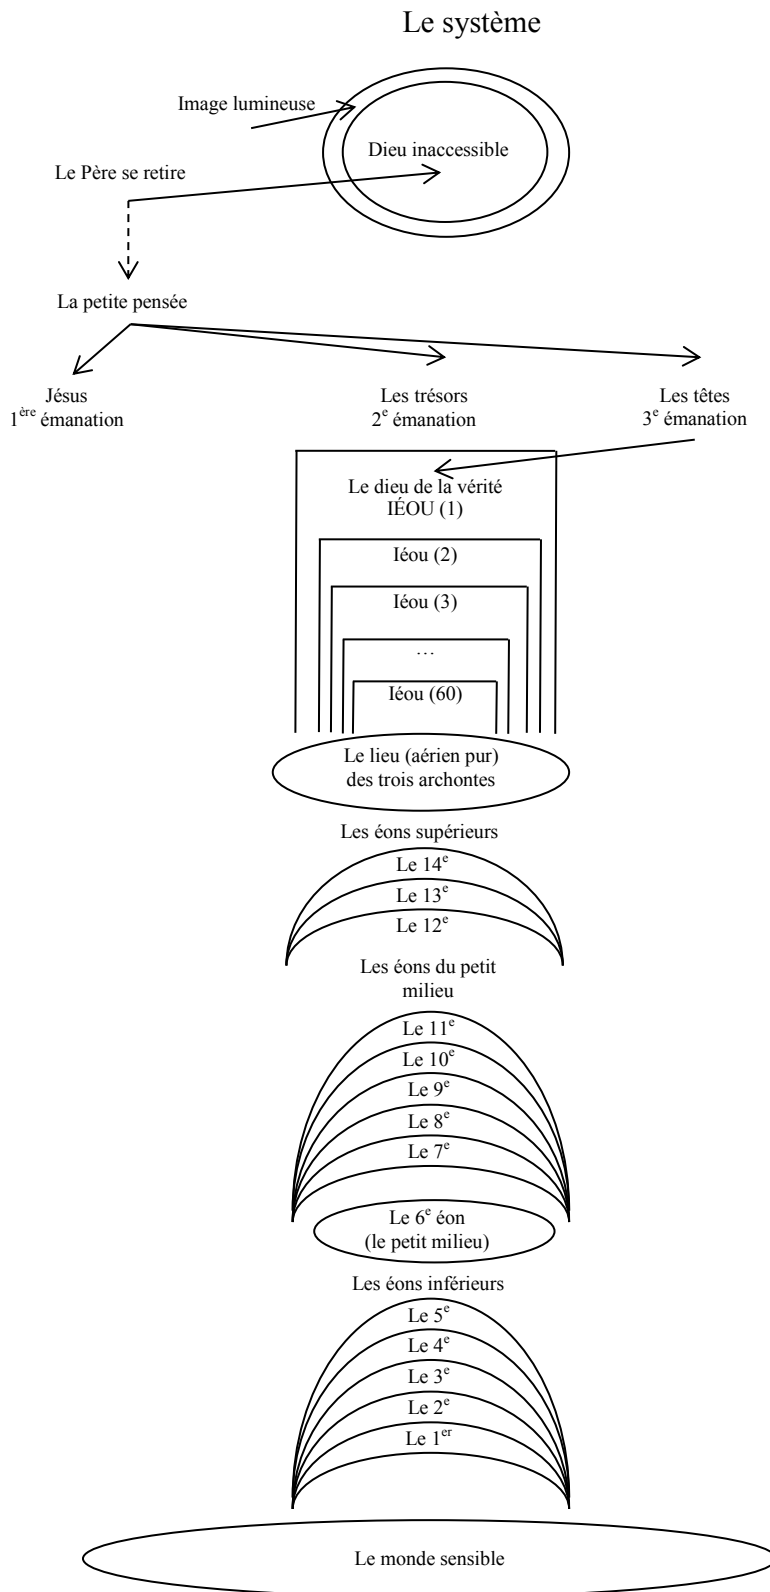 Le système
Image lumineuse
Dieu inaccessible
Le Père se retire
La petite pensée
Jésus
1ère émanation
Les trésors
2e émanation
Les têtes
3e émanation
Le dieu de la vérité
IÉOU (1)
Iéou (2)
Iéou (3)
…
Iéou (60)
Le lieu (aérien pur)
des trois archontes
Les éons supérieurs
Le 14e
Le 13e
Le 12e
Les éons du petit
milieu
Le 11e
Le 10e
Le 9e
Le 8e
Le 7e
Le 6e éon
(le petit milieu)
Les éons inférieurs
Le 5e
Le 4e
Le 3e
Le 2e
Le 1er
Le monde sensible